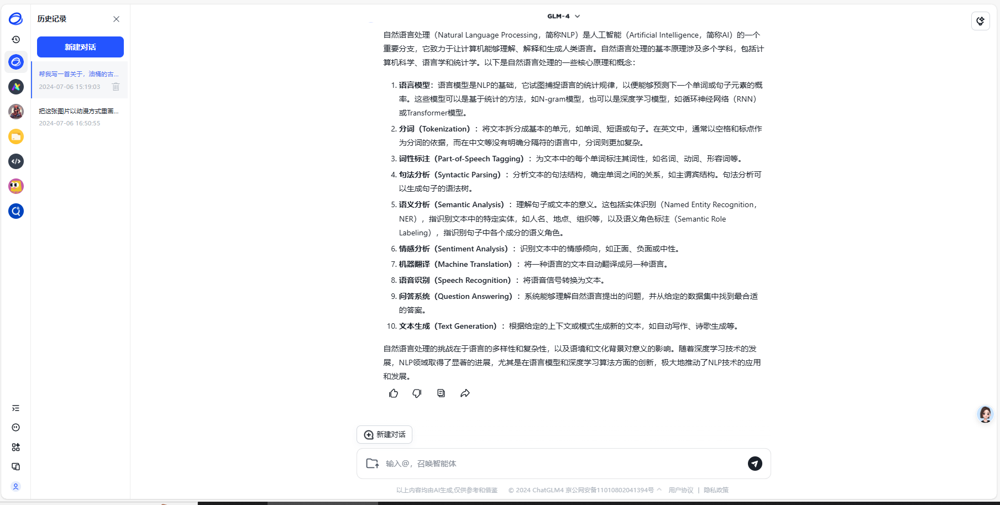 历史记录
新建对话
帮我写一首关于，油桶的古...
2024-07-06 15:19:03
把这张图片以动漫方式重画...
2024-07-06 16:50:55
GLM-4
自然语言处理（Natural Language Processing，简称NLP）是人工智能（Artificial Intelligence，简称AI）的一个
重要分支，它致力于让计算机能够理解、解释和生成人类语言。自然语言处理的基本原理涉及多个学科，包括计
算机科学、语言学和统计学。以下是自然语言处理的一些核心原理和概念：
1. 语言模型：语言模型是NLP的基础，它试图捕捉语言的统计规律，以便能够预测下一个单词或句子元素的概
率。这些模型可以是基于统计的方法，如N-gram模型，也可以是深度学习模型，如循环神经网络（RNN）
或Transformer模型。
2. 分词（Tokenization）：将文本拆分成基本的单元，如单词、短语或句子。在英文中，通常以空格和标点作
为分词的依据，而在中文等没有明确分隔符的语言中，分词则更加复杂。
3. 词性标注（Part-of-Speech Tagging）：为文本中的每个单词标注其词性，如名词、动词、形容词等。
4. 句法分析（Syntactic Parsing）：分析文本的句法结构，确定单词之间的关系，如主谓宾结构。句法分析可
以生成句子的语法树。
5. 语义分析（Semantic Analysis）：理解句子或文本的意义。这包括实体识别（Named Entity Recognition，
NER），指识别文本中的特定实体，如人名、地点、组织等，以及语义角色标注（Semantic Role
Labeling），指识别句子中各个成分的语义角色。
6. 情感分析（Sentiment Analysis）：识别文本中的情感倾向，如正面、负面或中性。
7. 机器翻译（Machine Translation）：将一种语言的文本自动翻译成另一种语言。
8. 语音识别（Speech Recognition）：将语音信号转换为文本。
9. 问答系统（Question Answering）：系统能够理解自然语言提出的问题，并从给定的数据集中找到最合适
的答案。
10. 文本生成（Text Generation）：根据给定的上下文或模式生成新的文本，如自动写作、诗歌生成等。
自然语言处理的挑战在于语言的多样性和复杂性，以及语境和文化背景对意义的影响。随着深度学习技术的发
展，NLP领域取得了显著的进展，尤其是在语言模型和深度学习算法方面的创新，极大地推动了NLP技术的应用
和发展。
新建对话
输入@，召唤智能体
以上内容均由AI生成,仅供参考和借鉴 © 2024 ChatGLM4 京公网安备11010802041394号 用户协议 | 隐私政策